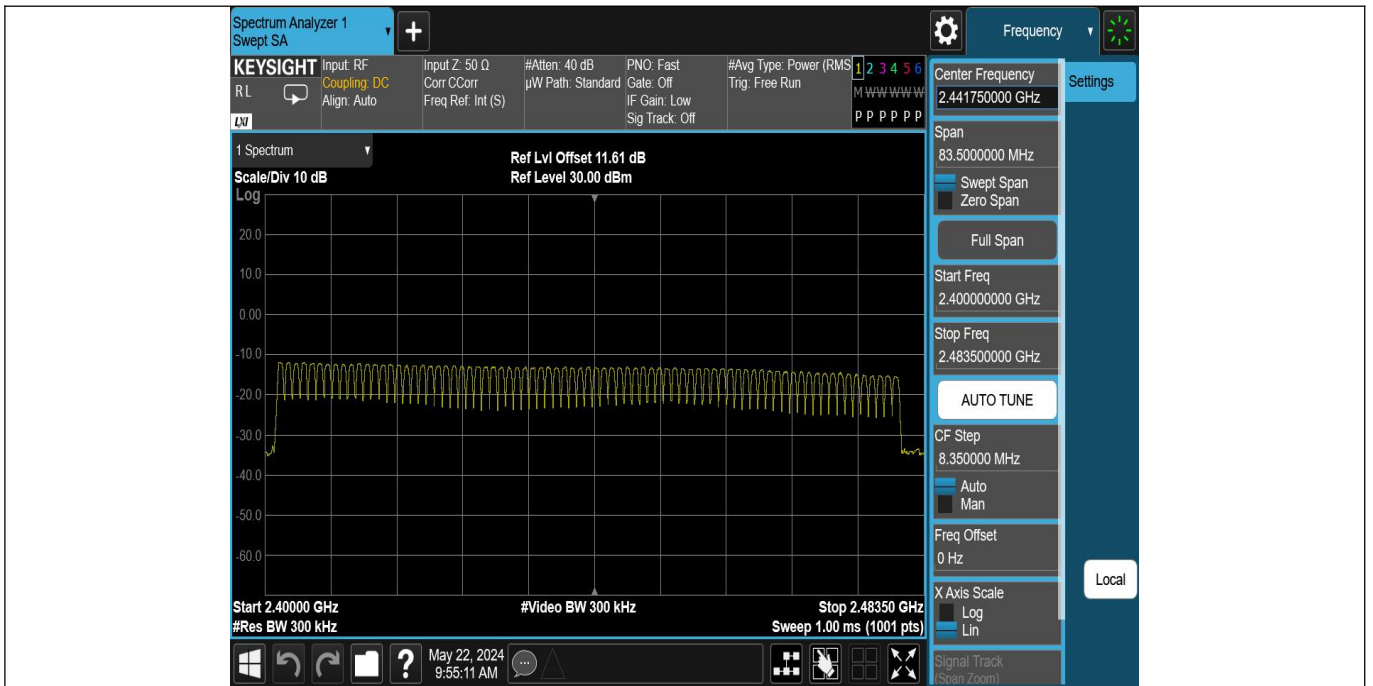 Spectrum Analyzer 1
Swept SA
+
Frequency
KEYSIGHT
RL
LXI
Input: RF
Coupling: DC
Align: Auto
Input Z: 50 Ω
Corr CCorr
Freq Ref: Int (S)
#Atten: 40 dB
µW Path: Standard
PNO: Fast
Gate: Off
IF Gain: Low
Sig Track: Off
#Avg Type: Power (RMS
Trig: Free Run
1 2 3 4 5 6
M W W W W W
P P P P P P
Center Frequency
2.441750000 GHz
Settings
Span
83.5000000 MHz
Swept Span
Zero Span
Full Span
Start Freq
2.400000000 GHz
Stop Freq
2.483500000 GHz
AUTO TUNE
CF Step
8.350000 MHz
Auto
Man
Freq Offset
0 Hz
X Axis Scale
Log
Lin
Signal Track
(Span Zoom)
Local
1 Spectrum
Scale/Div 10 dB
Ref Lvl Offset 11.61 dB
Ref Level 30.00 dBm
Log
20.0
10.0
0.00
-10.0
-20.0
-30.0
-40.0
-50.0
-60.0
Start 2.40000 GHz
#Video BW 300 kHz
Stop 2.48350 GHz
#Res BW 300 kHz
Sweep 1.00 ms (1001 pts)
?
May 22, 2024
9:55:11 AM